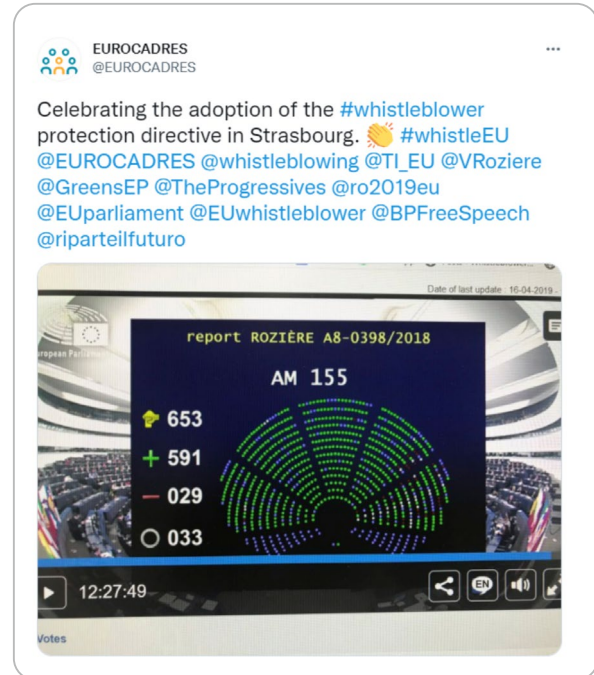 EUROCADRES
@EUROCADRES
Celebrating the adoption of the #whistleblower
protection directive in Strasbourg. 👏 #whistleEU
@EUROCADRES @whistleblowing @TI_EU @VRoziere
@GreensEP @TheProgressives @ro2019eu
@EUparliament @EUwhistleblower @BPFreeSpeech
@riparteilfuturo
Date of last update : 16-04-2019 -
report ROZIÈRE A8-0398/2018
AM 155
653
+ 591
- 029
033
12:27:49
EN
Votes